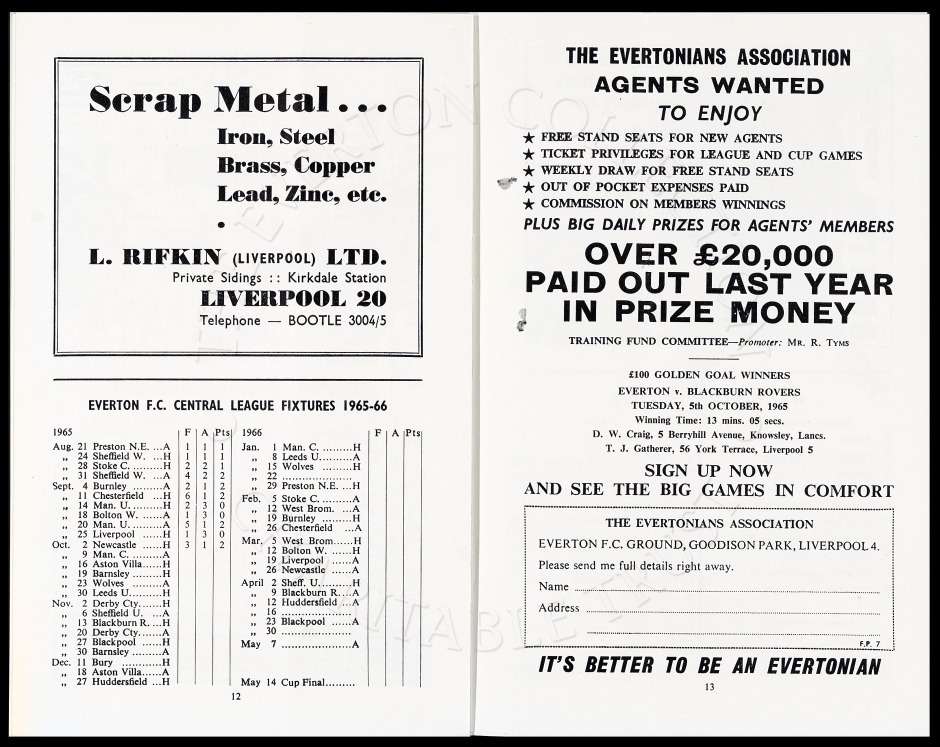 Scrap Metal...
Iron, Steel
Brass, Copper
Lead, Zinc, etc.
•
L. RIFKIN (LIVERPOOL) LTD.
Private Sidings :: Kirkdale Station
LIVERPOOL 20
Telephone — BOOTLE 3004/5
EVERTON F.C. CENTRAL LEAGUE FIXTURES 1965-66
1965 F A Pts
Aug. 21 Preston N.E. ...A 1 1 1
„ 24 Sheffield W. ...H 1 1 1
„ 28 Stoke C. .........H 2 2 1
„ 31 Sheffield W. ...A 4 2 2
Sept. 4 Burnley .........A 2 1 2
„ 11 Chesterfield ...H 6 1 2
„ 14 Man. U. .........H 2 3 0
„ 18 Bolton W. ......A 1 3 0
„ 20 Man. U. .........A 5 1 2
„ 25 Liverpool ......H 1 3 0
Oct. 2 Newcastle ......H 3 1 2
„ 9 Man. C. .........A
„ 16 Aston Villa......H
„ 19 Barnsley .........H
„ 23 Wolves .........A
„ 30 Leeds U. .........H
Nov. 2 Derby Cty.......H
„ 6 Sheffield U. ...A
„ 13 Blackburn R. ...H
„ 20 Derby Cty.......A
„ 27 Blackpool ......H
„ 30 Barnsley .........A
Dec. 11 Bury ............H
„ 18 Aston Villa......A
„ 27 Huddersfield ...H
1966 F A Pts
Jan. 1 Man. C. .........H
„ 8 Leeds U. .........A
„ 15 Wolves .........H
„ 22 .....................
„ 29 Preston N.E. ...H
Feb. 5 Stoke C. .........A
„ 12 West Brom. ...A
„ 19 Burnley .........H
„ 26 Chesterfield ...A
Mar. 5 West Brom......H
„ 12 Bolton W. ......H
„ 19 Liverpool ......A
„ 26 Newcastle ......A
April 2 Sheff. U. .........H
„ 9 Blackburn R....A
„ 12 Huddersfield ...A
„ 16 .....................
„ 23 Blackpool ......A
„ 30 .....................
May 7 .....................A
May 14 Cup Final.........
12
THE EVERTONIANS ASSOCIATION
AGENTS WANTED
TO ENJOY
★ FREE STAND SEATS FOR NEW AGENTS
★ TICKET PRIVILEGES FOR LEAGUE AND CUP GAMES
★ WEEKLY DRAW FOR FREE STAND SEATS
★ OUT OF POCKET EXPENSES PAID
★ COMMISSION ON MEMBERS WINNINGS
PLUS BIG DAILY PRIZES FOR AGENTS' MEMBERS
OVER £20,000
PAID OUT LAST YEAR
IN PRIZE MONEY
TRAINING FUND COMMITTEE—Promoter: MR. R. TYMS
£100 GOLDEN GOAL WINNERS
EVERTON v. BLACKBURN ROVERS
TUESDAY, 5th OCTOBER, 1965
Winning Time: 13 mins. 05 secs.
D. W. Craig, 5 Berryhill Avenue, Knowsley, Lancs.
T. J. Gatherer, 56 York Terrace, Liverpool 5
SIGN UP NOW
AND SEE THE BIG GAMES IN COMFORT
THE EVERTONIANS ASSOCIATION
EVERTON F.C. GROUND, GOODISON PARK, LIVERPOOL 4.
Please send me full details right away.
Name
Address
F.P. 7
IT'S BETTER TO BE AN EVERTONIAN
13